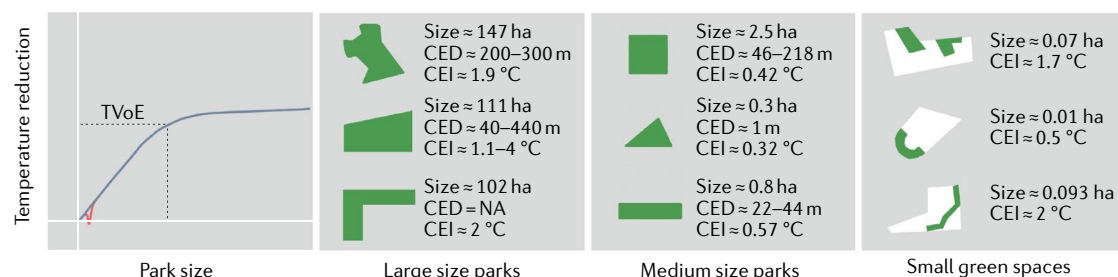 Temperature reduction
TVoE
Park size
Size ≈ 147 ha
CED ≈ 200–300 m
CEI ≈ 1.9 °C
Size ≈ 111 ha
CED ≈ 40–440 m
CEI ≈ 1.1–4 °C
Size ≈ 102 ha
CED = NA
CEI ≈ 2 °C
Large size parks
Size ≈ 2.5 ha
CED ≈ 46–218 m
CEI ≈ 0.42 °C
Size ≈ 0.3 ha
CED ≈ 1 m
CEI ≈ 0.32 °C
Size ≈ 0.8 ha
CED ≈ 22–44 m
CEI ≈ 0.57 °C
Medium size parks
Size ≈ 0.07 ha
CEI ≈ 1.7 °C
Size ≈ 0.01 ha
CEI ≈ 0.5 °C
Size ≈ 0.093 ha
CEI ≈ 2 °C
Small green spaces